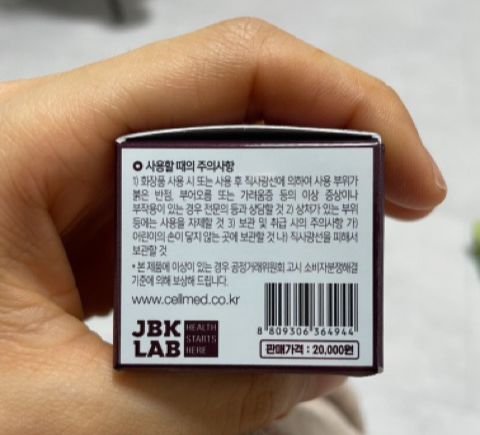 사용할 때의 주의사항
1) 화장품 사용 시 또는 사용 후 직사광선에 의하여 사용 부위가
붉은 반점, 부어오름 또는 가려움증 등의 이상 증상이나
부작용이 있는 경우 전문의 등과 상담할 것 2) 상처가 있는 부위
등에는 사용을 자제할 것 3) 보관 및 취급 시의 주의사항 가)
어린이의 손이 닿지 않는 곳에 보관할 것 나) 직사광선을 피해서
보관할 것
* 본 제품에 이상이 있는 경우 공정거래위원회 고시 소비자분쟁해결
기준에 의해 보상해 드립니다.
www.cellmed.co.kr
8 809306 364944
JBK
LAB
HEALTH
STARTS
HERE
판매가격 : 20,000원